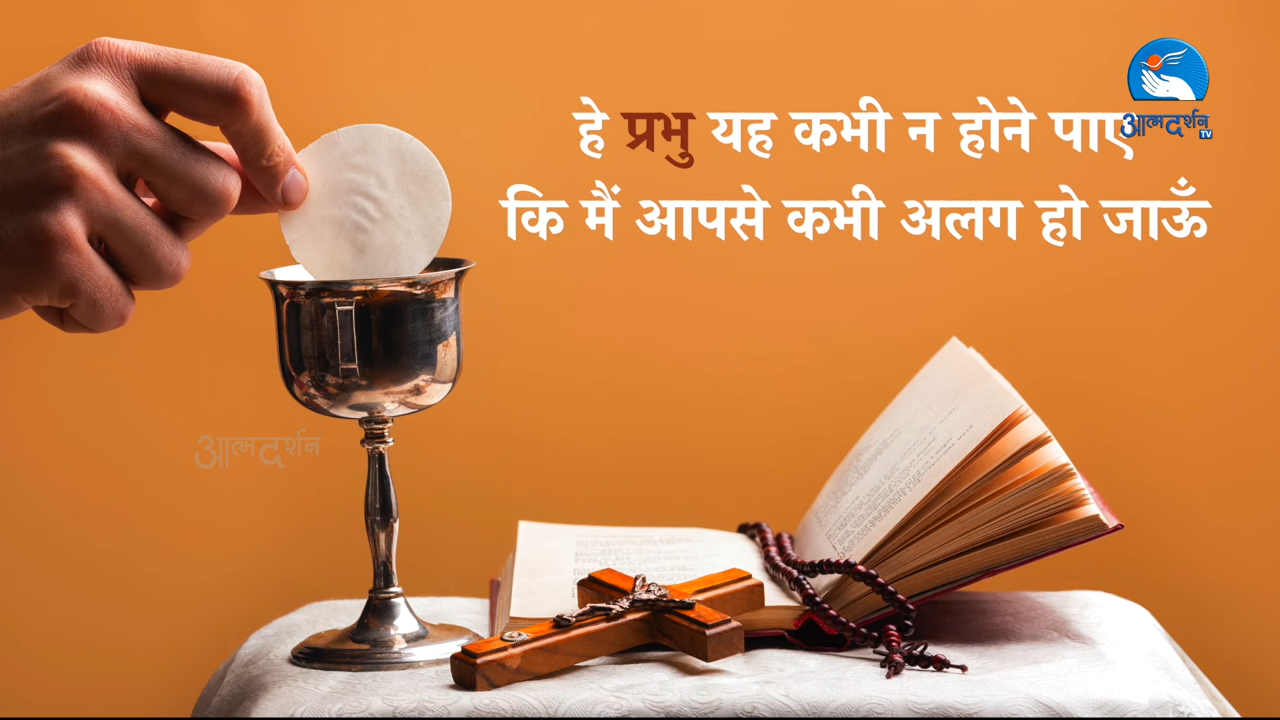 हे प्रभु यह कभी न होने पाए
कि मैं आपसे कभी अलग हो जाऊँ
आत्मदर्शन
TV
आत्मदर्शन